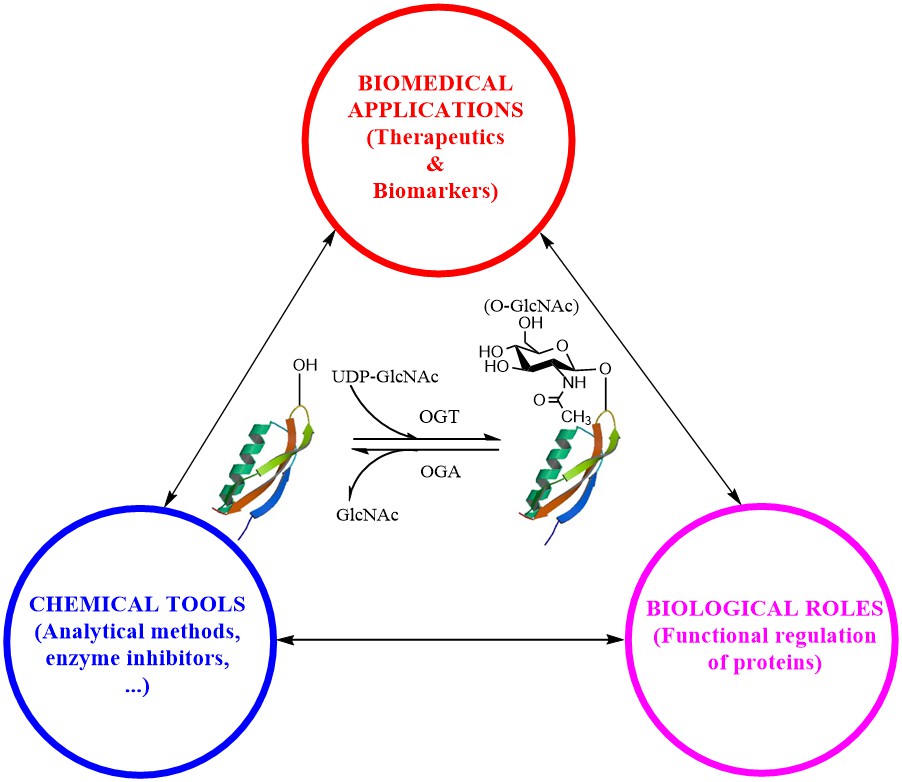 BIOMEDICAL
APPLICATIONS
(Therapeutics
&
Biomarkers)
(O-GlcNAc)
OH
HO
HO
O
O
NH
O
CH3
OH
UDP-GlcNAc
OGT
OGA
GlcNAc
CHEMICAL TOOLS
(Analytical methods,
enzyme inhibitors,
...)
BIOLOGICAL ROLES
(Functional regulation
of proteins)